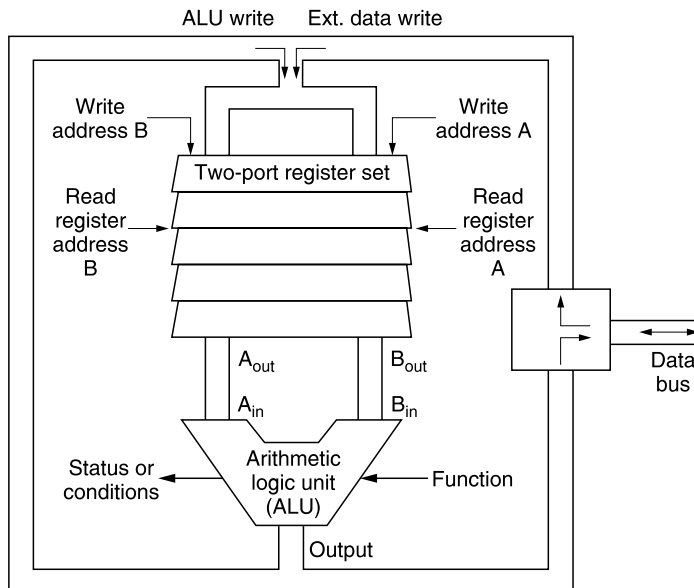 ALU write
Ext. data write
Write
address B
Write
address A
Two-port register set
Read
register
address
B
Read
register
address
A
Aout
Bout
Ain
Bin
Data
bus
Arithmetic
logic unit
(ALU)
Status or
conditions
Function
Output